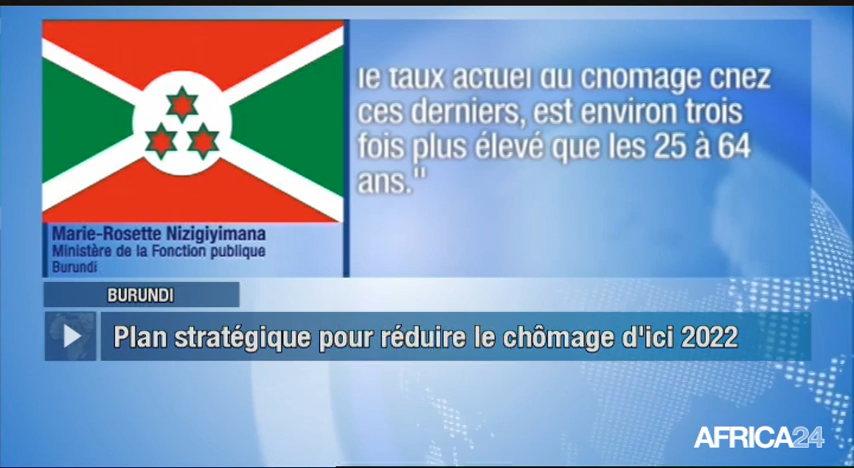 le taux actuel du chomage chez
ces derniers, est environ trois
fois plus élevé que les 25 à 64
ans."
Marie-Rosette Nizigiyimana
Ministère de la Fonction publique
Burundi
BURUNDI
Plan stratégique pour réduire le chômage d'ici 2022
AFRICA24